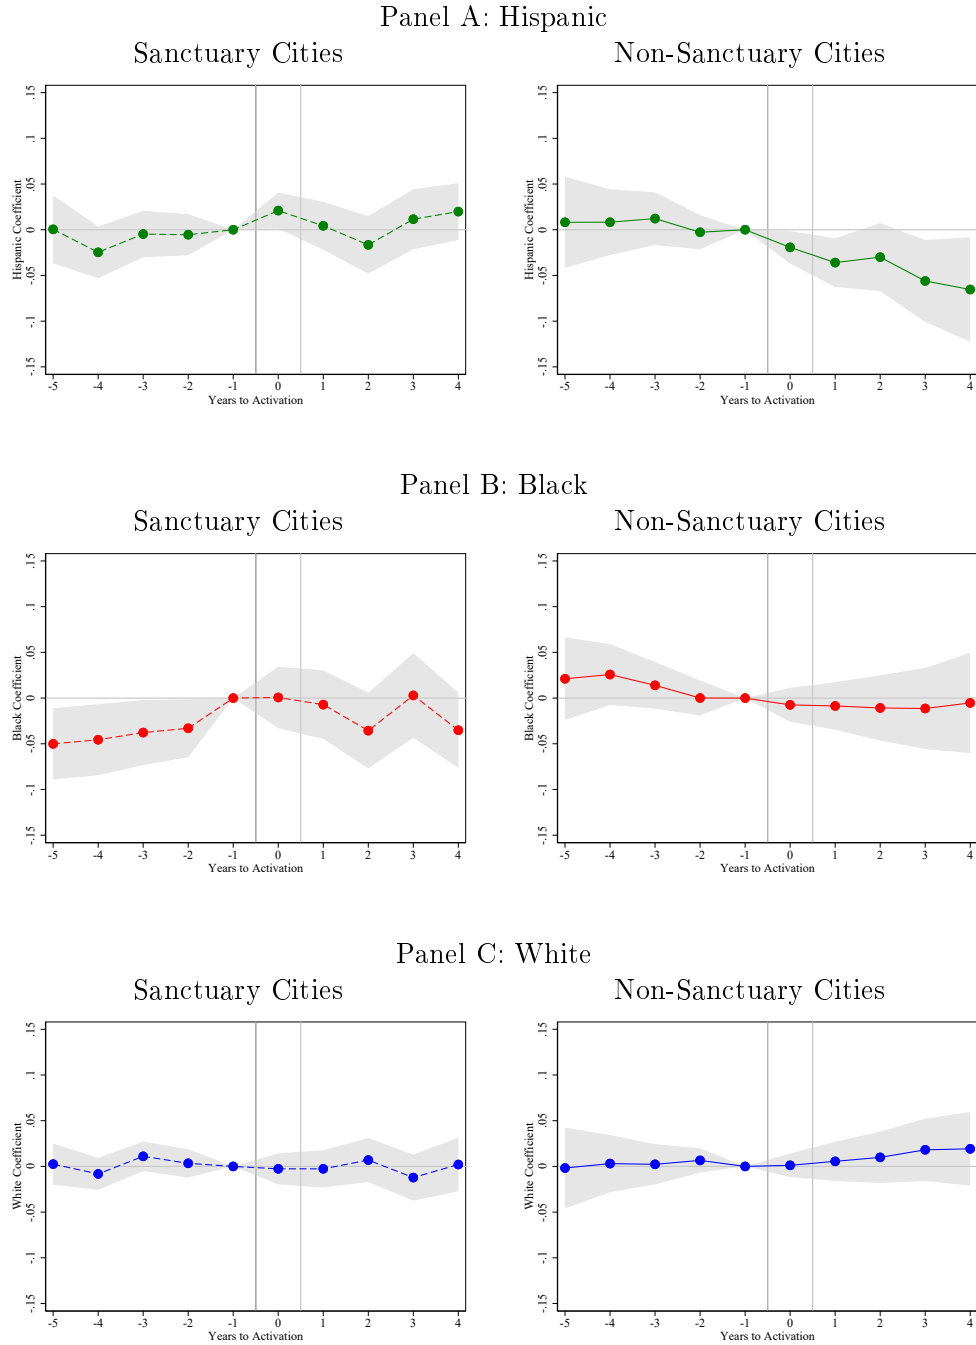 Panel A: Hispanic
Sanctuary Cities
Non-Sanctuary Cities
Hispanic Coefficient
.15
.1
.05
0
-.05
-.1
-.15
-5 -4 -3 -2 -1 0 1 2 3 4
Years to Activation
Hispanic Coefficient
.15
.1
.05
0
-.05
-.1
-.15
-5 -4 -3 -2 -1 0 1 2 3 4
Years to Activation
Panel B: Black
Sanctuary Cities
Non-Sanctuary Cities
Black Coefficient
.15
.1
.05
0
-.05
-.1
-.15
-5 -4 -3 -2 -1 0 1 2 3 4
Years to Activation
Black Coefficient
.15
.1
.05
0
-.05
-.1
-.15
-5 -4 -3 -2 -1 0 1 2 3 4
Years to Activation
Panel C: White
Sanctuary Cities
Non-Sanctuary Cities
White Coefficient
.15
.1
.05
0
-.05
-.1
-.15
-5 -4 -3 -2 -1 0 1 2 3 4
Years to Activation
White Coefficient
.15
.1
.05
0
-.05
-.1
-.15
-5 -4 -3 -2 -1 0 1 2 3 4
Years to Activation